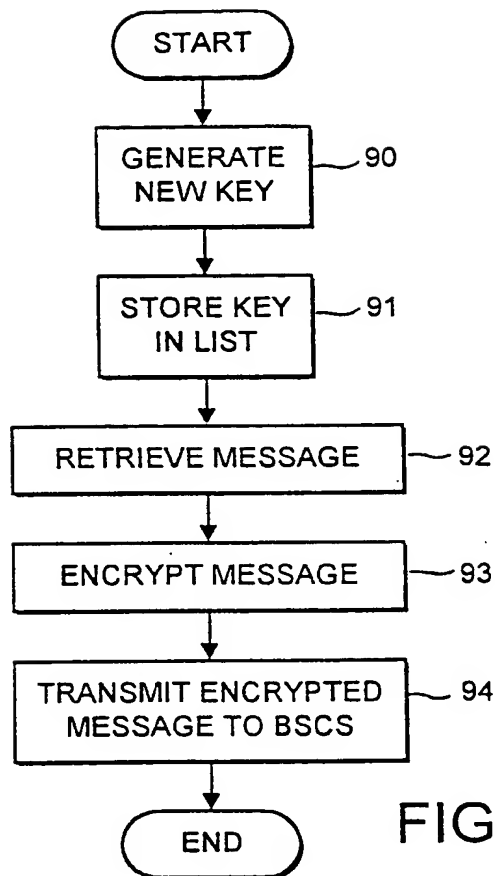 START
GENERATE
NEW KEY
90
STORE KEY
IN LIST
91
RETRIEVE MESSAGE
92
ENCRYPT MESSAGE
93
TRANSMIT ENCRYPTED
MESSAGE TO BSCS
94
END
FIG